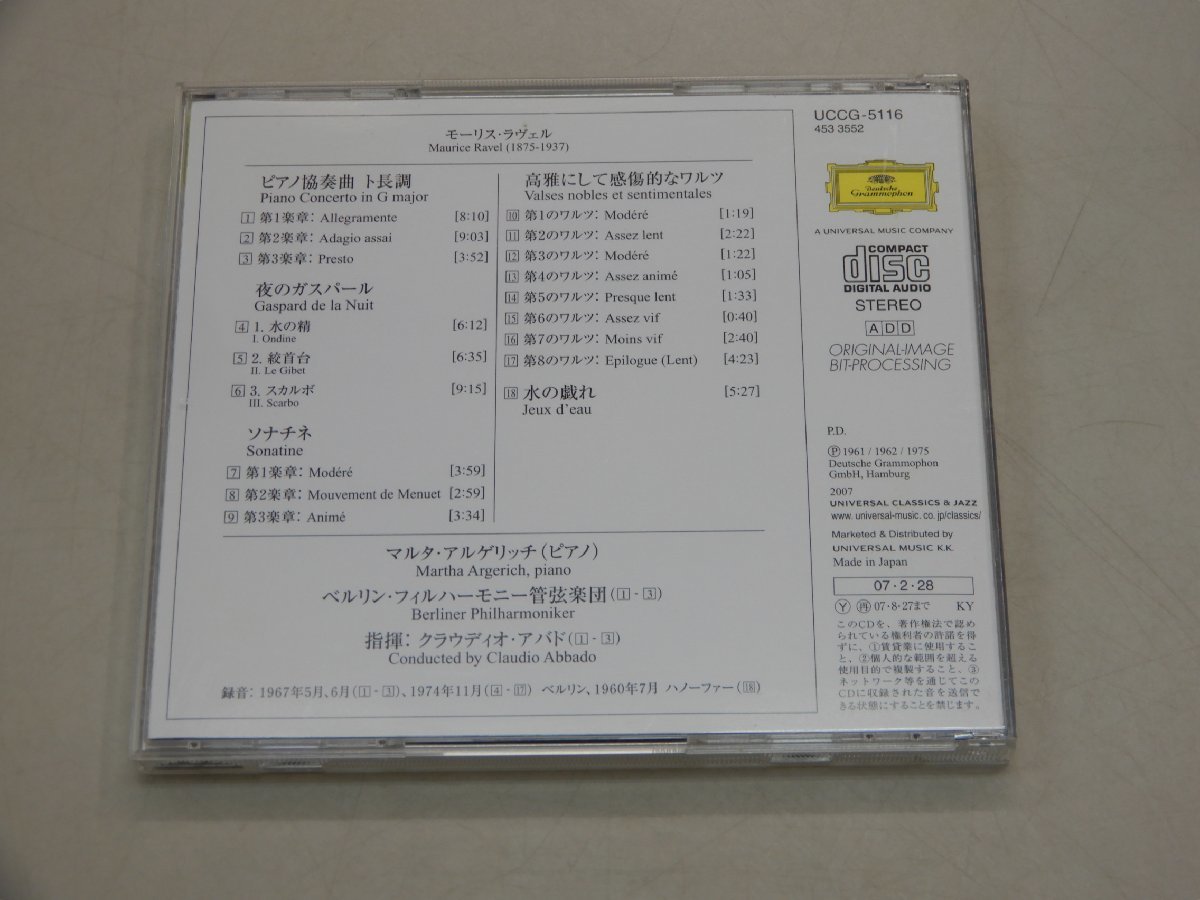 モーリス・ラヴェル
Maurice Ravel (1875-1937)
ピアノ協奏曲 ト長調
Piano Concerto in G major
1 第1楽章: Allegramente [8:10]
2 第2楽章: Adagio assai [9:03]
3 第3楽章: Presto [3:52]
夜のガスパール
Gaspard de la Nuit
4 1. 水の精 [6:12]
I. Ondine
5 2. 絞首台 [6:35]
II. Le Gibet
6 3. スカルボ [9:15]
III. Scarbo
ソナチネ
Sonatine
7 第1楽章: Modéré [3:59]
8 第2楽章: Mouvement de Menuet [2:59]
9 第3楽章: Animé [3:34]
高雅にして感傷的なワルツ
Valses nobles et sentimentales
10 第1のワルツ: Modéré [1:19]
11 第2のワルツ: Assez lent [2:22]
12 第3のワルツ: Modéré [1:22]
13 第4のワルツ: Assez animé [1:05]
14 第5のワルツ: Presque lent [1:33]
15 第6のワルツ: Assez vif [0:40]
16 第7のワルツ: Moins vif [2:40]
17 第8のワルツ: Epilogue (Lent) [4:23]
18 水の戯れ [5:27]
Jeux d'eau
マルタ・アルゲリッチ(ピアノ)
Martha Argerich, piano
ベルリン・フィルハーモニー管弦楽団(1-3)
Berliner Philharmoniker
指揮: クラウディオ・アバド(1-3)
Conducted by Claudio Abbado
録音: 1967年5月、6月(1-3)、1974年11月(4-17) ベルリン、1960年7月 ハノーファー(18)
UCCG-5116
453 3552
Deutsche
Grammophon
A UNIVERSAL MUSIC COMPANY
COMPACT
disc
DIGITAL AUDIO
STEREO
ADD
ORIGINAL-IMAGE
BIT-PROCESSING
P.D.
Ⓟ 1961 / 1962 / 1975
Deutsche Grammophon
GmbH, Hamburg
2007
UNIVERSAL CLASSICS & JAZZ
www. universal-music. co. jp/classics/
Marketed & Distributed by
UNIVERSAL MUSIC K.K.
Made in Japan
07・2・28
Ⓨ 再 07・8・27まで KY
このCDを、著作権法で認め
られている権利者の許諾を得
ずに、①賃貸業に使用するこ
と、②個人的な範囲を超える
使用目的で複製すること、③
ネットワーク等を通じてこの
CDに収録された音を送信で
きる状態にすることを禁じます。